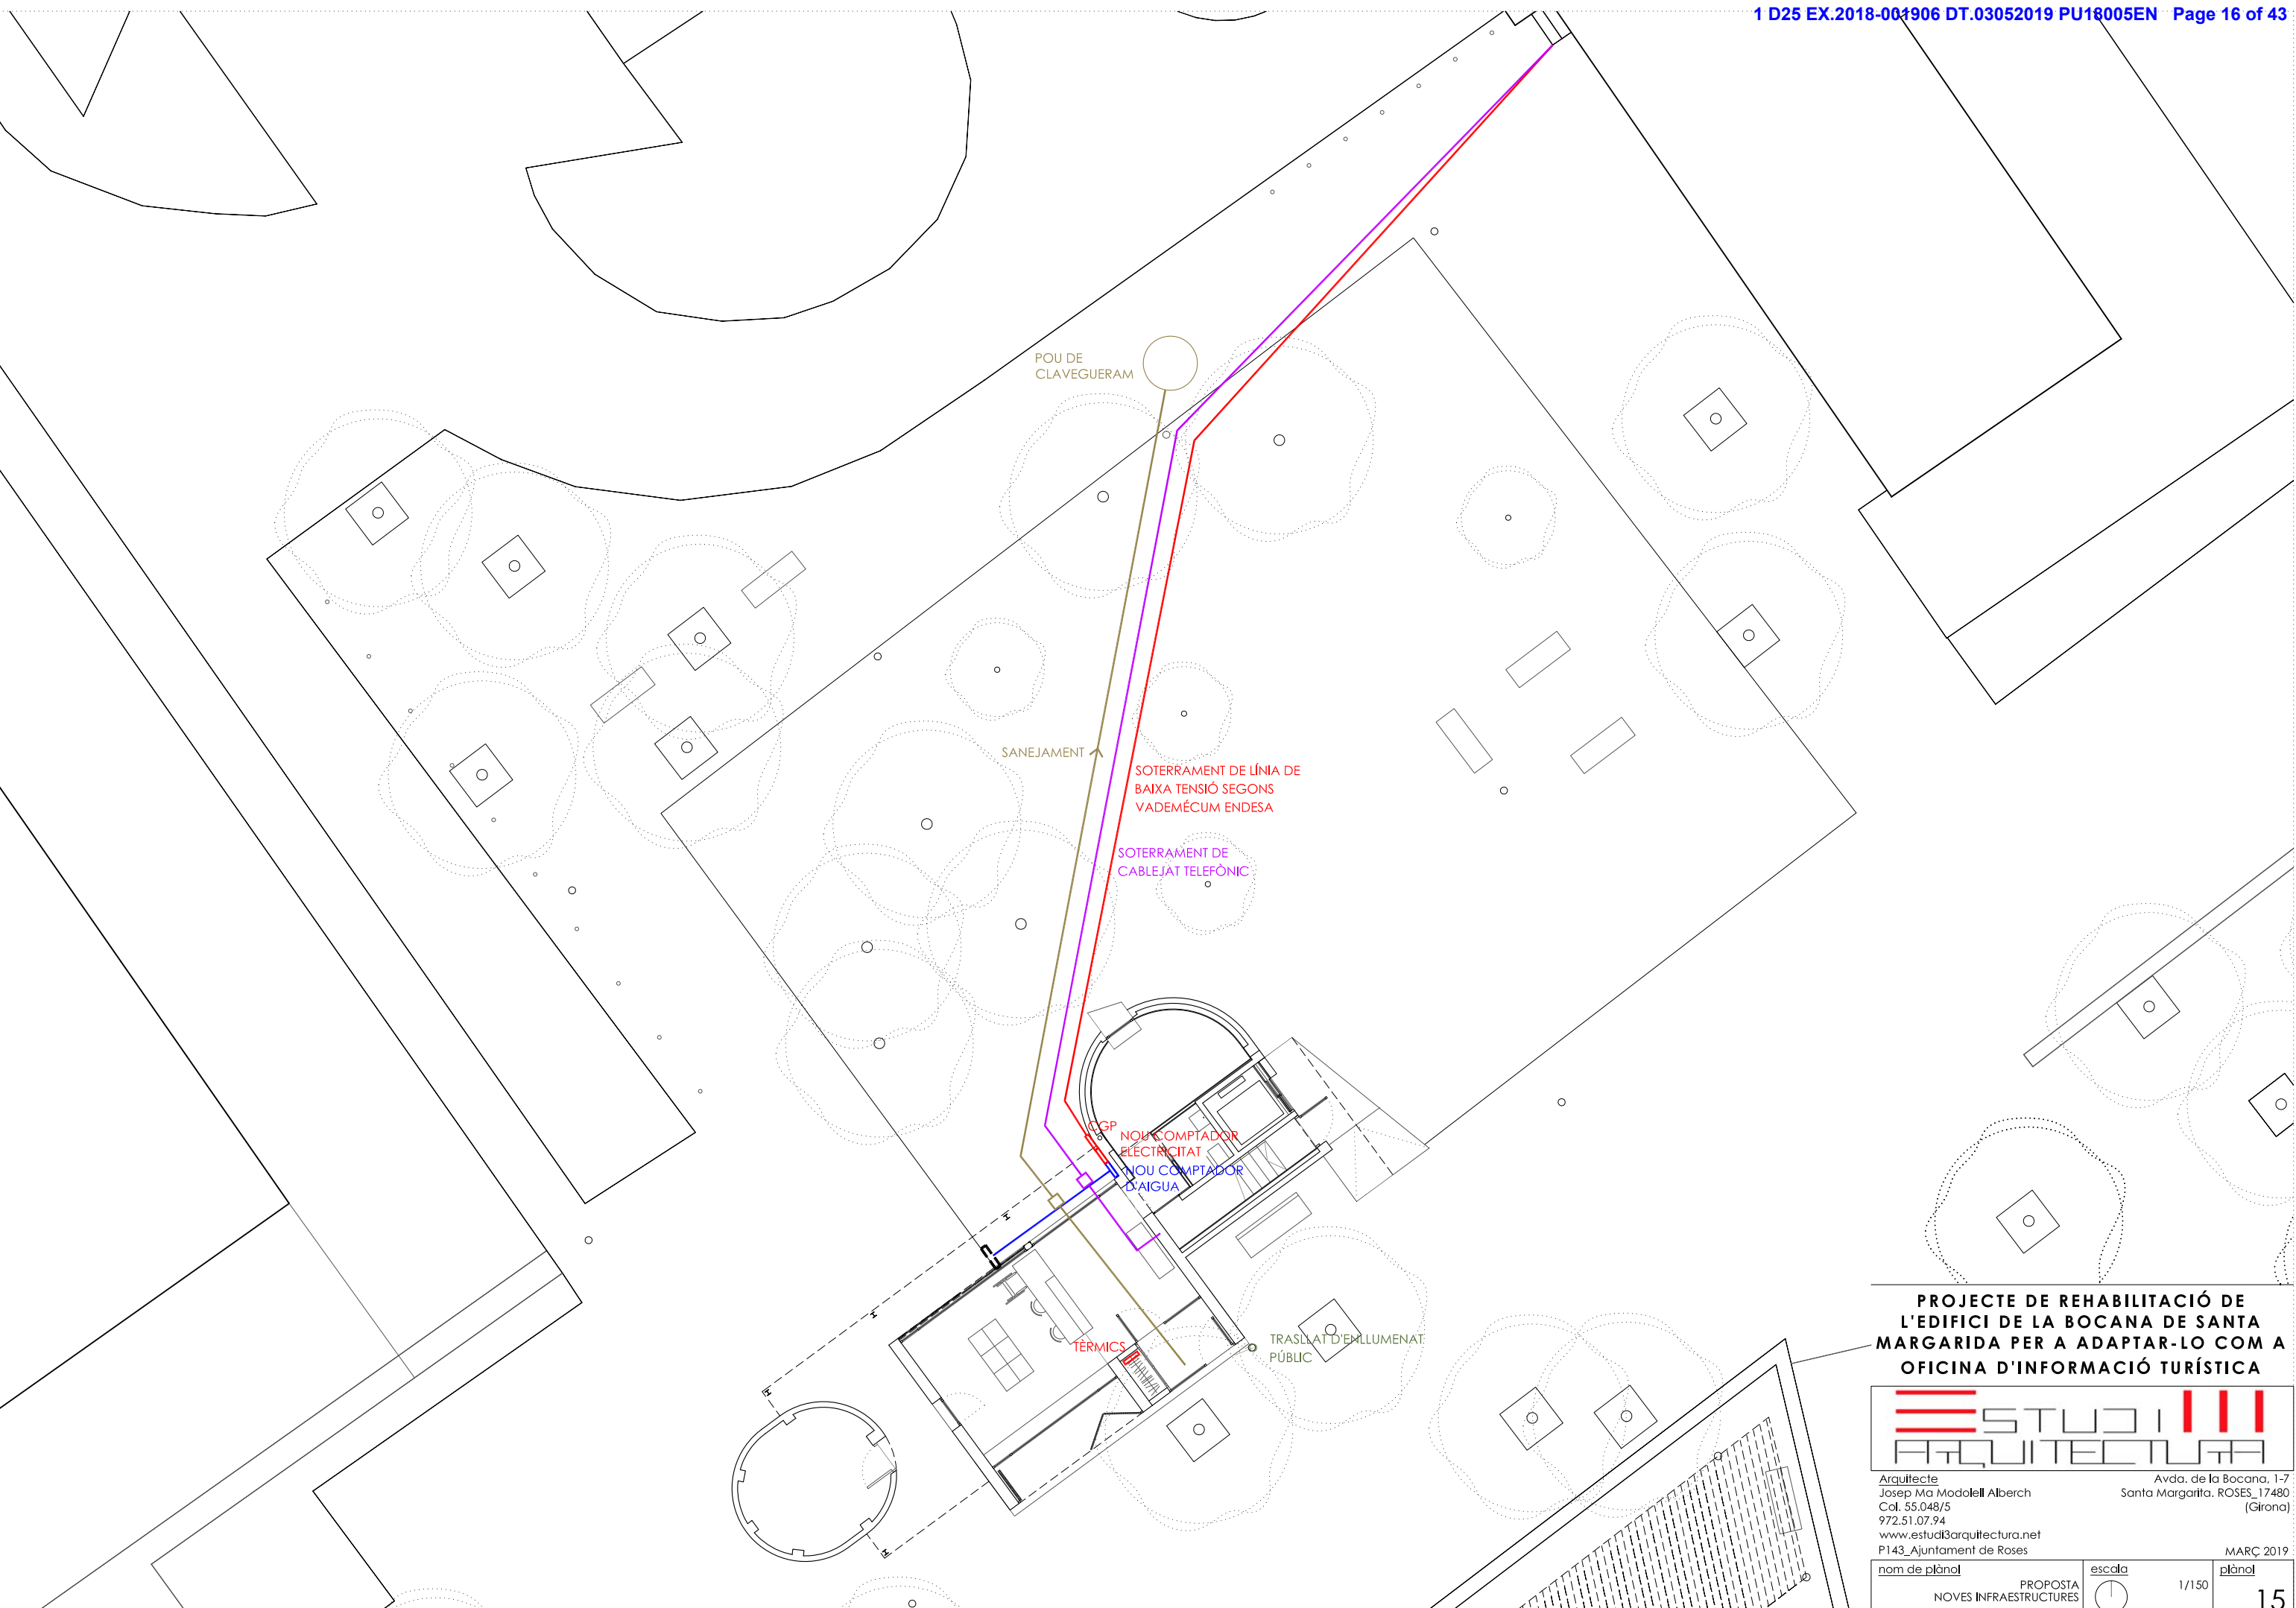 1 D25 EX.2018-001906 DT.03052019 PU18005EN Page 16 of 43
POU DE
CLAVEGUERAM
SANEJAMENT
SOTERRAMENT DE LÍNIA DE
BAIXA TENSIÓ SEGONS
VADEMÉCUM ENDESA
SOTERRAMENT DE
CABLEJAT TELEFÒNIC
CGP
NOU COMPTADOR
ELECTRICITAT
NOU COMPTADOR
D'AIGUA
TÈRMICS
TRASLLAT D'ENLLUMENAT
PÚBLIC
PROJECTE DE REHABILITACIÓ DE
L'EDIFICI DE LA BOCANA DE SANTA
MARGARIDA PER A ADAPTAR-LO COM A
OFICINA D'INFORMACIÓ TURÍSTICA
ESTUDI III
ARQUITECTURA
Arquitecte
Josep Ma Modolell Alberch
Col. 55.048/5
972.51.07.94
www.estudi3arquitectura.net
P143_Ajuntament de Roses
Avda. de la Bocana, 1-7
Santa Margarita. ROSES_17480
(Girona)
MARÇ 2019
nom de plànol
PROPOSTA
NOVES INFRAESTRUCTURES
escala
1/150
plànol
15